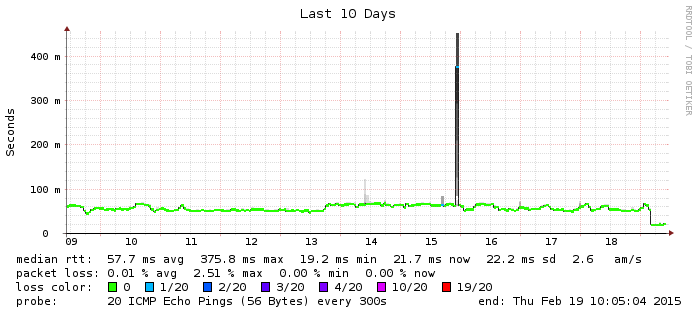 Last 10 Days
RRDTOOL / TOBI OETIKER
Seconds
400 m
300 m
200 m
100 m
0
09 10 11 12 13 14 15 16 17 18
median rtt: 57.7 ms avg 375.8 ms max 19.2 ms min 21.7 ms now 22.2 ms sd 2.6 am/s
packet loss: 0.01 % avg 2.51 % max 0.00 % min 0.00 % now
loss color: 0 1/20 2/20 3/20 4/20 10/20 19/20
probe: 20 ICMP Echo Pings (56 Bytes) every 300s end: Thu Feb 19 10:05:04 2015